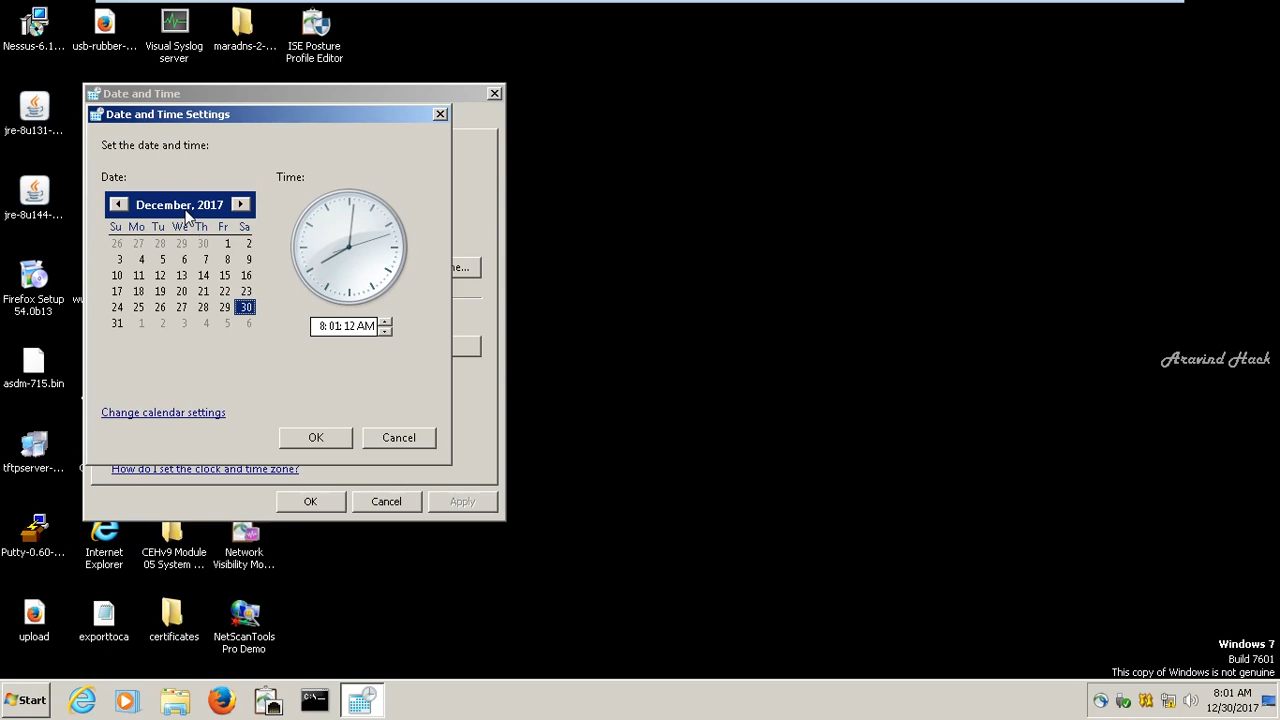 Nessus-6.1...
usb-rubber-...
Visual Syslog
server
maradns-2-...
ISE Posture
Profile Editor
jre-8u131-...
jre-8u144-...
Firefox Setup
54.0b13
asdm-715.bin
tftpserver-...
Putty-0.60-...
Internet
Explorer
CEHv9 Module
05 System ...
Network
Visibility Mo...
upload
exporttoca
certificates
NetScanTools
Pro Demo
Date and Time
Date and Time Settings
Set the date and time:
Date:
Time:
December, 2017
Su Mo Tu We Th Fr Sa
26 27 28 29 30 1 2
3 4 5 6 7 8 9
10 11 12 13 14 15 16
17 18 19 20 21 22 23
24 25 26 27 28 29 30
31 1 2 3 4 5 6
8: 01: 12 AM
Change calendar settings
OK
Cancel
ne...
How do I set the clock and time zone?
OK
Cancel
Apply
Aravind Hack
Windows 7
Build 7601
This copy of Windows is not genuine
Start
8:01 AM
12/30/2017